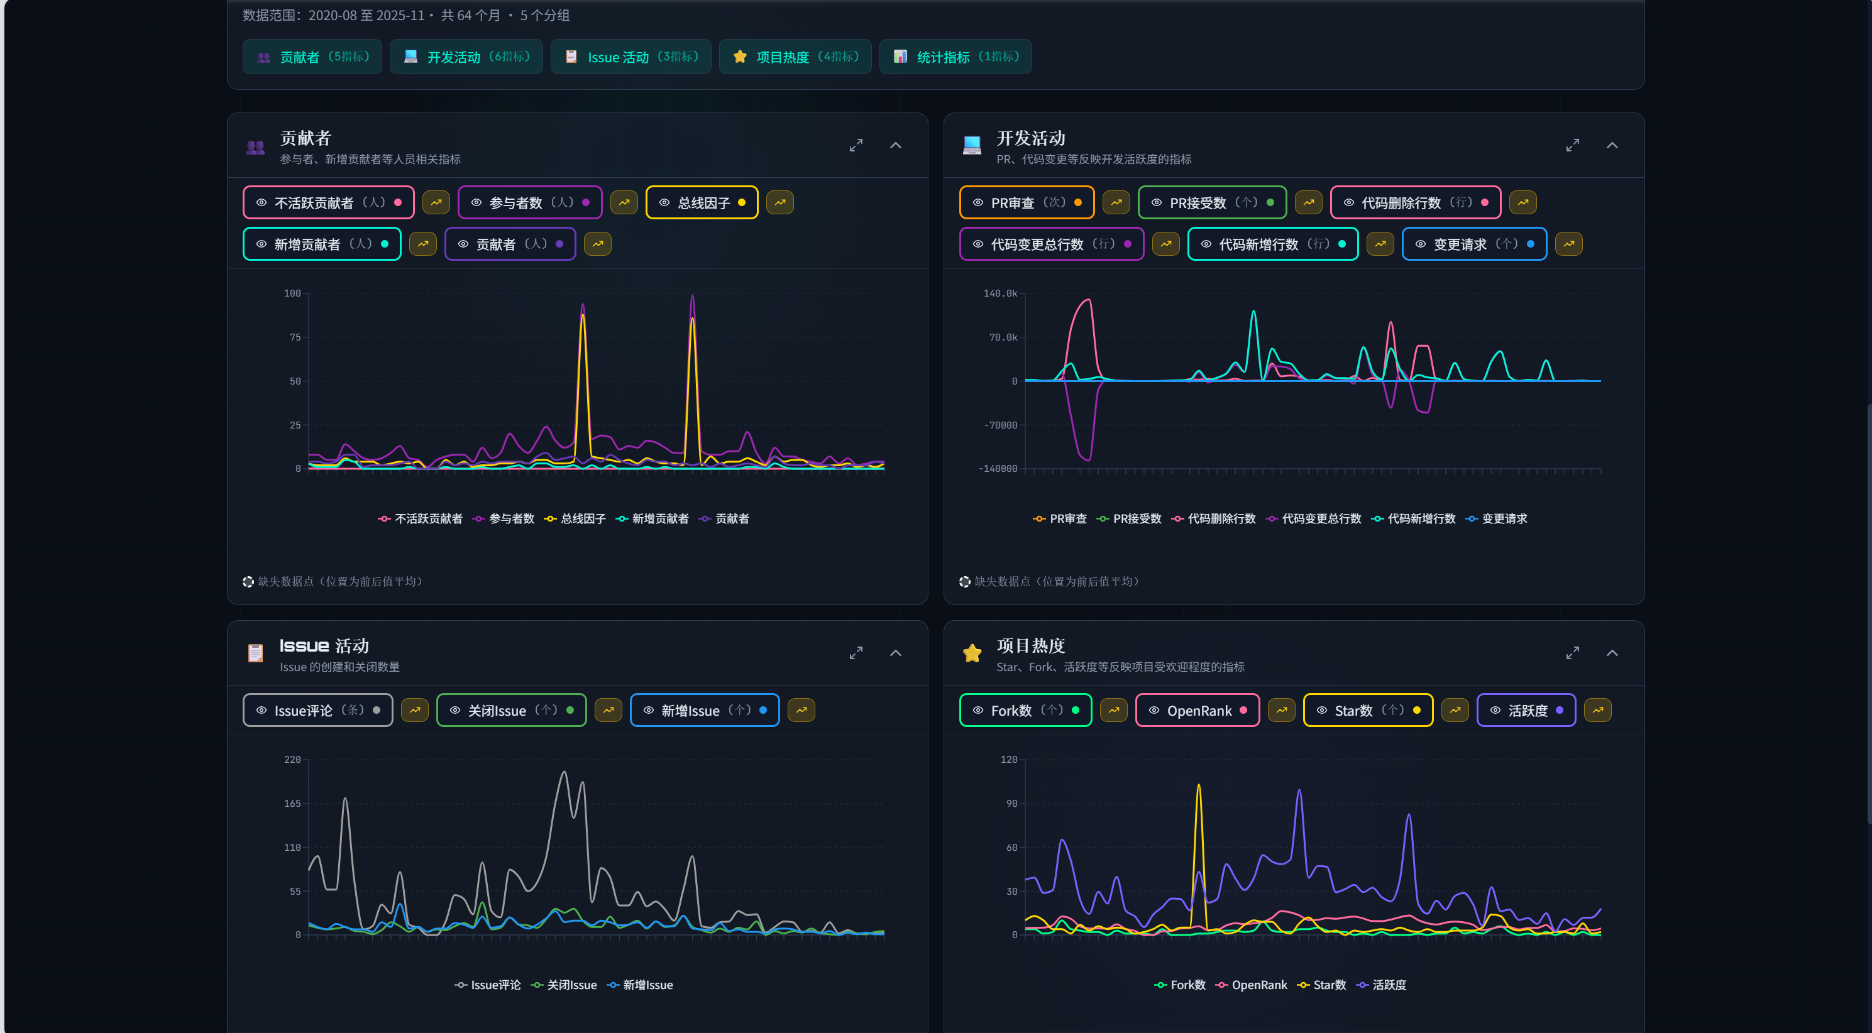 数据范围：2020-08 至 2025-11 • 共 64 个月 • 5 个分组
贡献者 (5指标)
开发活动 (6指标)
Issue 活动 (3指标)
项目热度 (4指标)
统计指标 (1指标)
贡献者
参与者、新增贡献者等人员相关指标
不活跃贡献者（人）
参与者数（人）
总线因子
新增贡献者（人）
贡献者（人）
100
75
50
25
0
不活跃贡献者 参与者数 总线因子 新增贡献者 贡献者
缺失数据点（位置为前后值平均）
开发活动
PR、代码变更等反映开发活跃度的指标
PR审查（次）
PR接受数（个）
代码删除行数（行）
代码变更总行数（行）
代码新增行数（行）
变更请求（个）
140.0k
70.0k
0
-70000
-140000
PR审查 PR接受数 代码删除行数 代码变更总行数 代码新增行数 变更请求
缺失数据点（位置为前后值平均）
Issue 活动
Issue 的创建和关闭数量
Issue评论（条）
关闭Issue（个）
新增Issue（个）
220
165
110
55
0
Issue评论 关闭Issue 新增Issue
项目热度
Star、Fork、活跃度等反映项目受欢迎程度的指标
Fork数（个）
OpenRank
Star数（个）
活跃度
120
90
60
30
0
Fork数 OpenRank Star数 活跃度